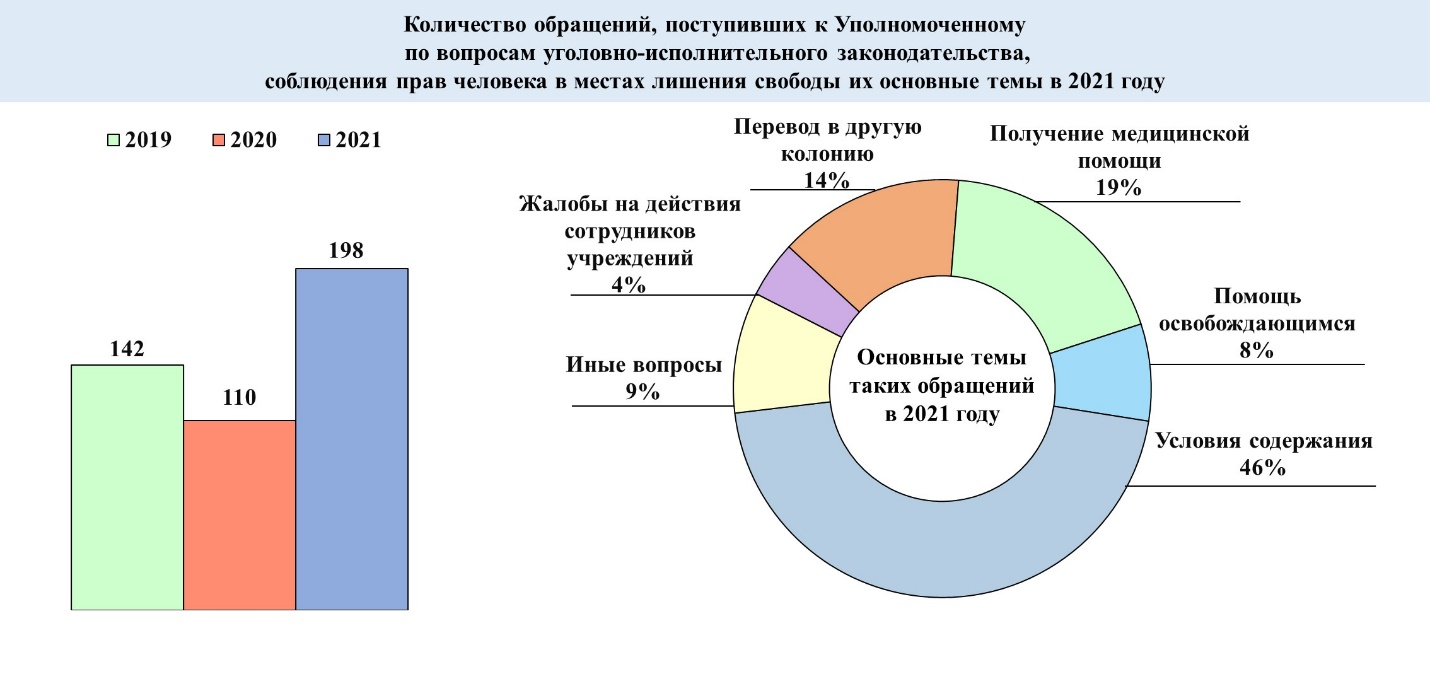 Количество обращений, поступивших к Уполномоченному
по вопросам уголовно-исполнительного законодательства,
соблюдения прав человека в местах лишения свободы их основные темы в 2021 году
2019 2020 2021
142
110
198
Перевод в другую
колонию
14%
Получение медицинской
помощи
19%
Жалобы на действия
сотрудников
учреждений
4%
Помощь
освобождающимся
8%
Иные вопросы
9%
Основные темы
таких обращений
в 2021 году
Условия содержания
46%